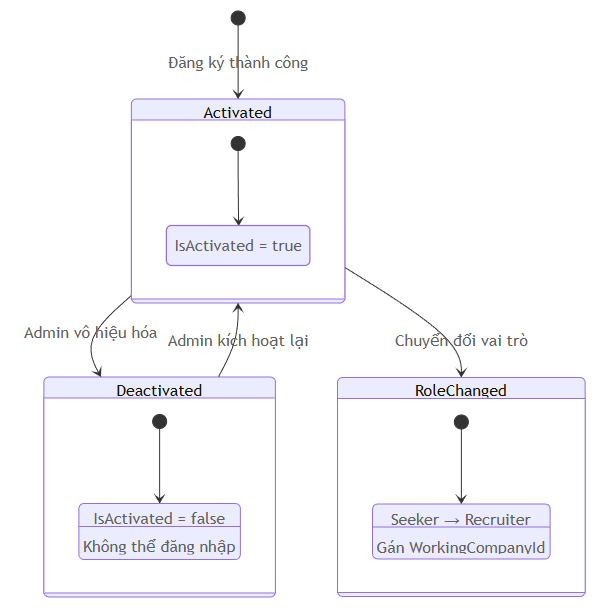 Đăng ký thành công
Activated
IsActivated = true
Admin vô hiệu hóa
Admin kích hoạt lại
Chuyển đổi vai trò
Deactivated
RoleChanged
IsActivated = false
Không thể đăng nhập
Seeker → Recruiter
Gán WorkingCompanyId